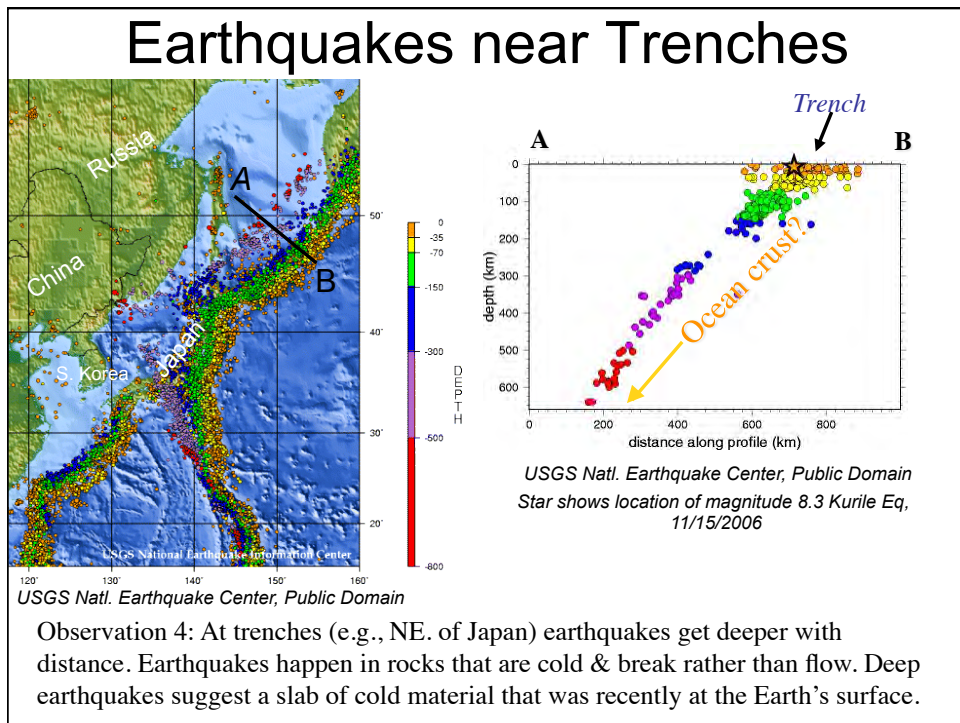 Earthquakes near Trenches
Russia
China
S. Korea
Japan
A
B
50˚
40˚
30˚
20˚
120˚ 130˚ 140˚ 150˚ 160˚
USGS National Earthquake Information Center
0
-35
-70
-150
-300
-500
-800
DEPTH
USGS Natl. Earthquake Center, Public Domain
Trench
A B
0
100
200
300
400
500
600
depth (km)
Ocean crust?
0 200 400 600 800
distance along profile (km)
USGS Natl. Earthquake Center, Public Domain
Star shows location of magnitude 8.3 Kurile Eq,
11/15/2006
Observation 4: At trenches (e.g., NE. of Japan) earthquakes get deeper with
distance. Earthquakes happen in rocks that are cold & break rather than flow. Deep
earthquakes suggest a slab of cold material that was recently at the Earth’s surface.